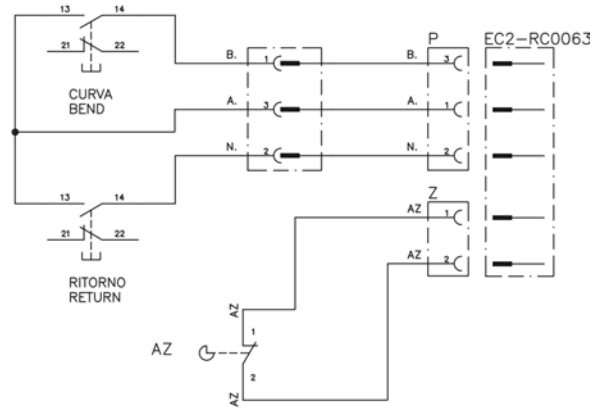 13 14
21 22
CURVA
BEND
B. 1 B. P 3 EC2-RC0063
A. 3 A. 1
N. 2 N. 2
13 14
21 22
RITORNO
RETURN
Z
AZ 1
AZ 2
AZ
1
AZ
2
AZ